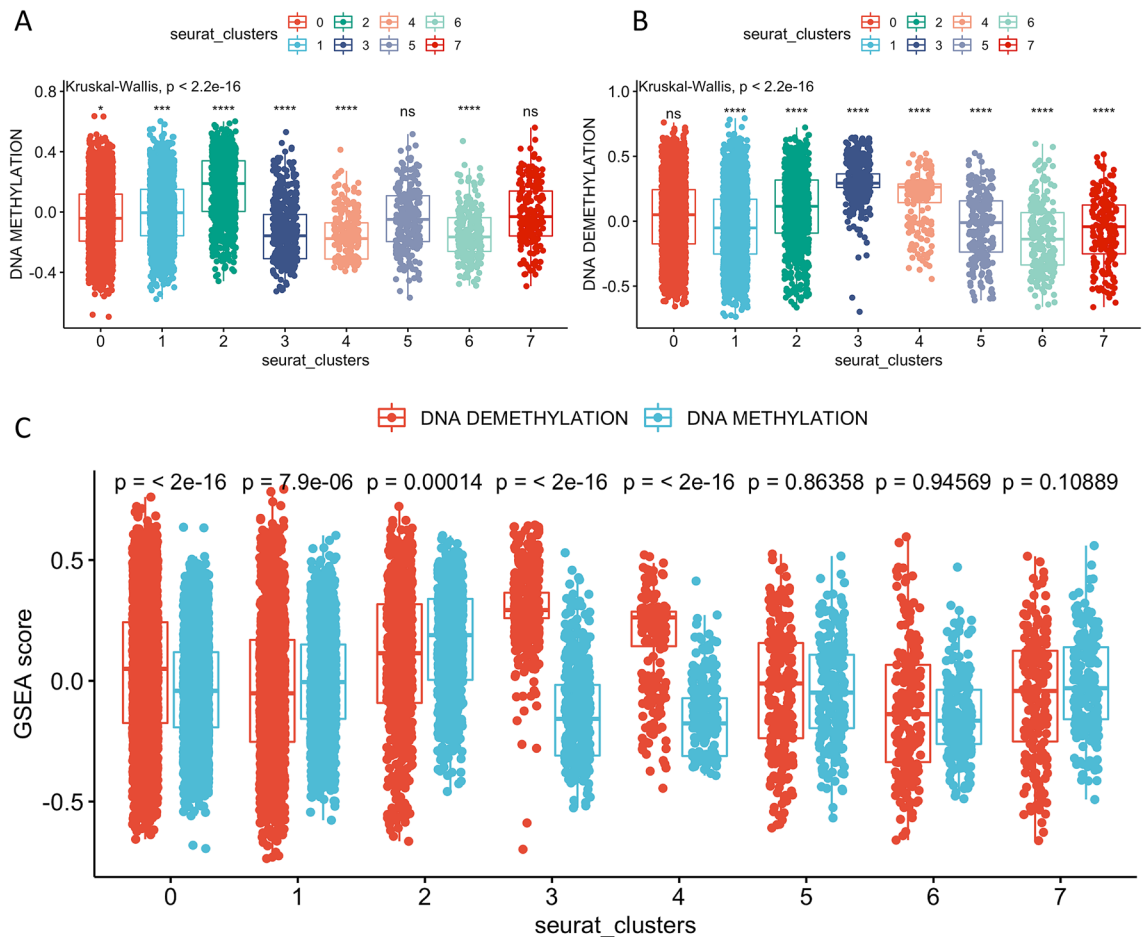 A
seurat_clusters
0 2 4 6
1 3 5 7
Kruskal-Wallis, p < 2.2e-16
* *** **** **** **** ns **** ns
DNA METHYLATION
0.8
0.4
0.0
-0.4
0 1 2 3 4 5 6 7
seurat_clusters
B
seurat_clusters
0 2 4 6
1 3 5 7
Kruskal-Wallis, p < 2.2e-16
ns **** **** **** **** **** **** ****
DNA DEMETHYLATION
1.0
0.5
0.0
-0.5
0 1 2 3 4 5 6 7
seurat_clusters
C
DNA DEMETHYLATION DNA METHYLATION
p = < 2e-16 p = 7.9e-06 p = 0.00014 p = < 2e-16 p = < 2e-16 p = 0.86358 p = 0.94569 p = 0.10889
GSEA score
0.5
0.0
-0.5
0 1 2 3 4 5 6 7
seurat_clusters